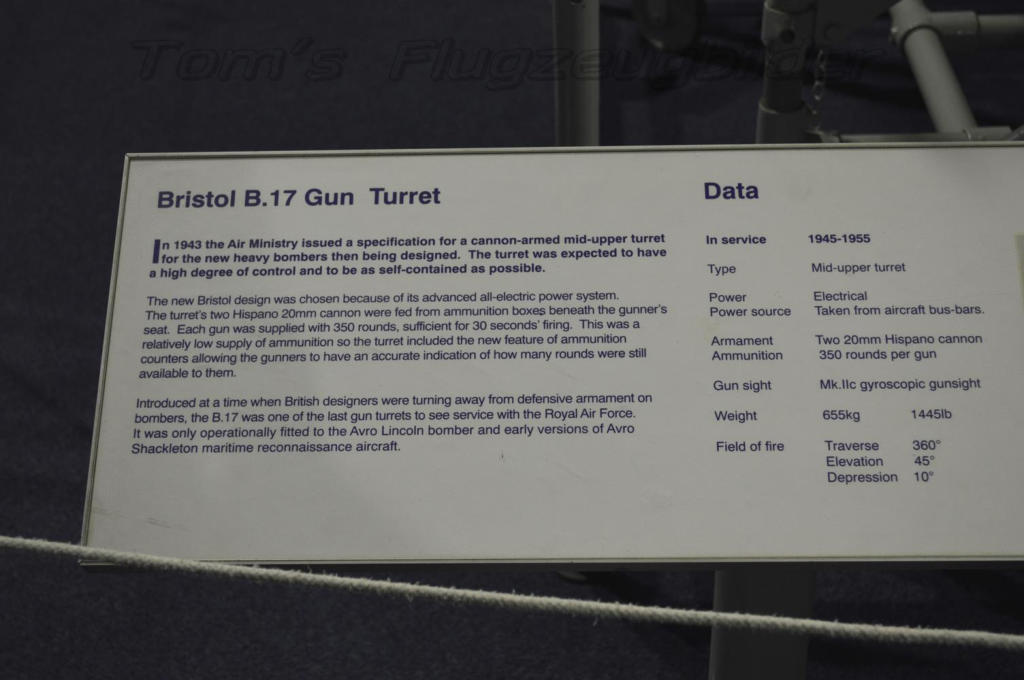 Tom's Flugzeugbilder
Bristol B.17 Gun Turret
In 1943 the Air Ministry issued a specification for a cannon-armed mid-upper turret
for the new heavy bombers then being designed. The turret was expected to have
a high degree of control and to be as self-contained as possible.
The new Bristol design was chosen because of its advanced all-electric power system.
The turret's two Hispano 20mm cannon were fed from ammunition boxes beneath the gunner's
seat. Each gun was supplied with 350 rounds, sufficient for 30 seconds' firing. This was a
relatively low supply of ammunition so the turret included the new feature of ammunition
counters allowing the gunners to have an accurate indication of how many rounds were still
available to them.
Introduced at a time when British designers were turning away from defensive armament on
bombers, the B.17 was one of the last gun turrets to see service with the Royal Air Force.
It was only operationally fitted to the Avro Lincoln bomber and early versions of Avro
Shackleton maritime reconnaissance aircraft.
Data
In service 1945-1955
Type Mid-upper turret
Power Electrical
Power source Taken from aircraft bus-bars.
Armament Two 20mm Hispano cannon
Ammunition 350 rounds per gun
Gun sight Mk.IIc gyroscopic gunsight
Weight 655kg 1445lb
Field of fire Traverse 360°
Elevation 45°
Depression 10°